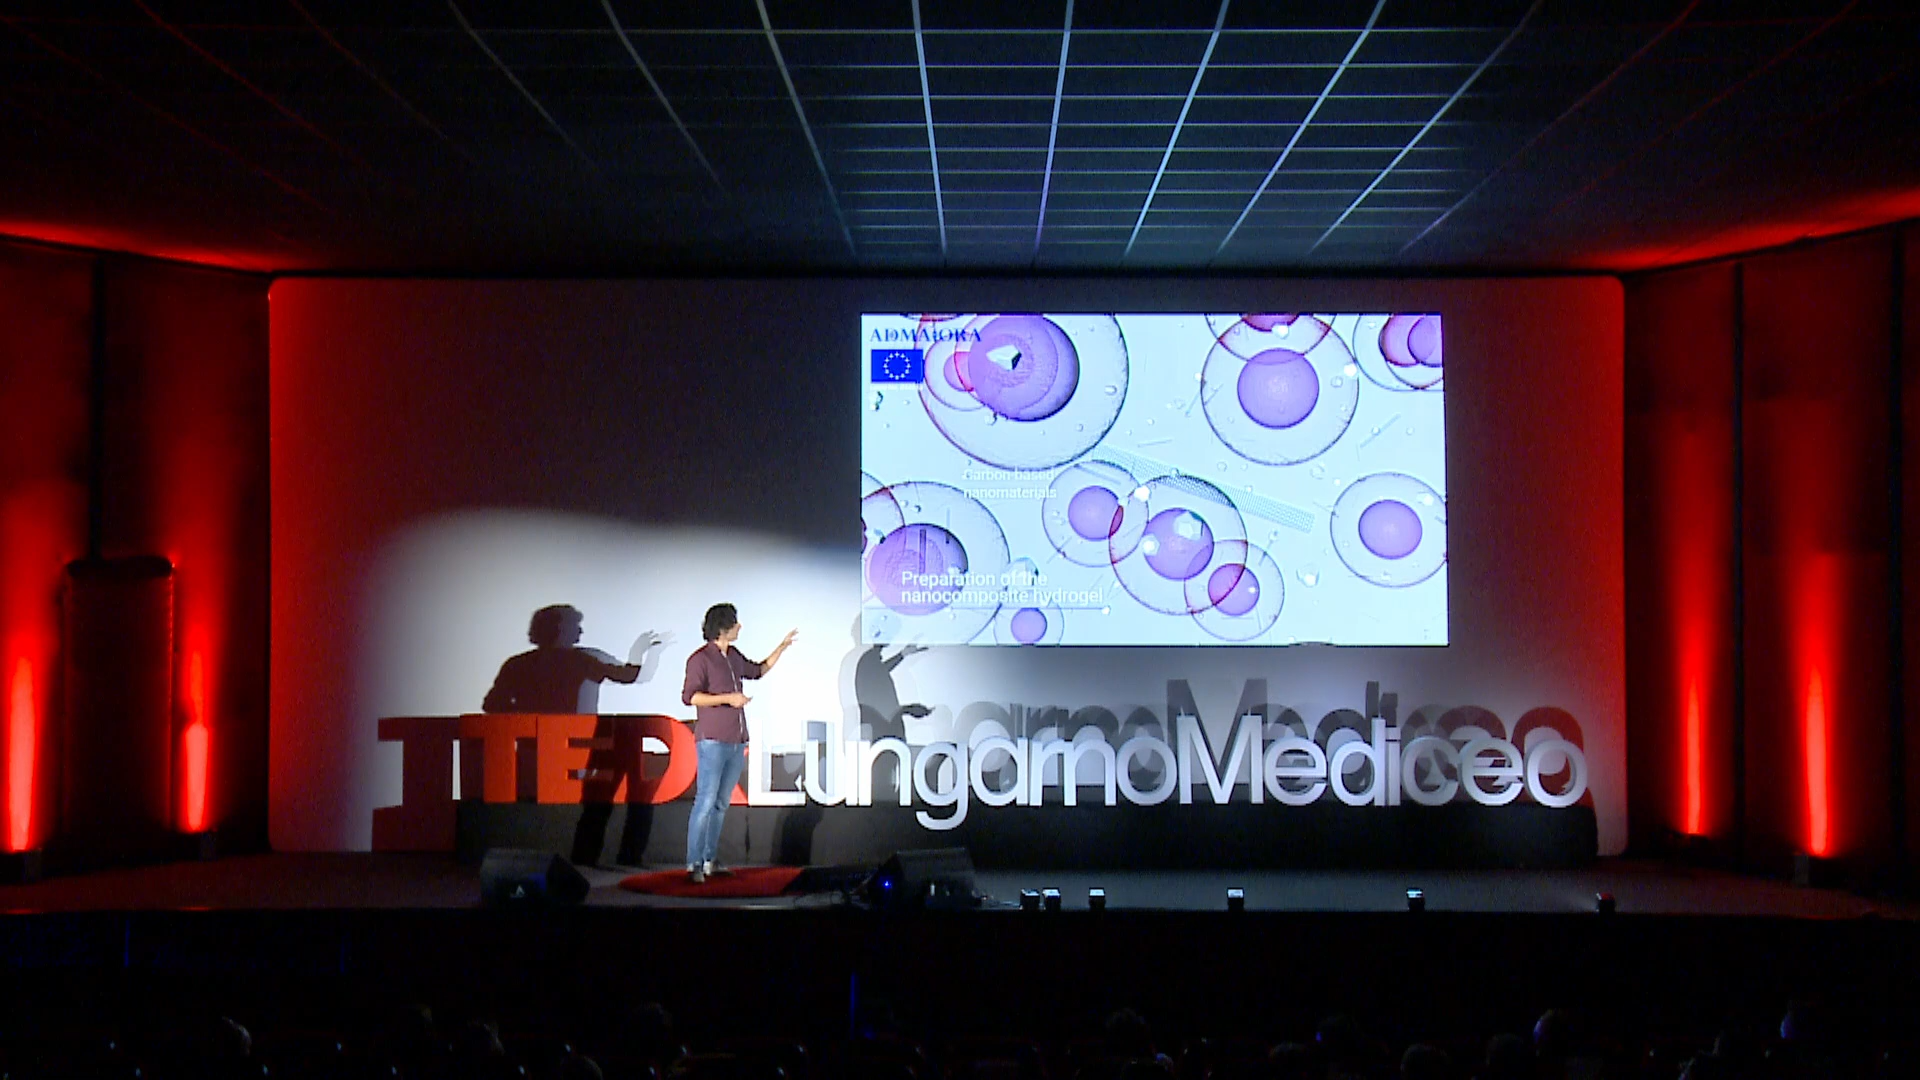 ADMAiORA
Carbon-based
nanomaterials
Preparation of the
nanocomposite hydrogel
TEDxLungarnoMediceo